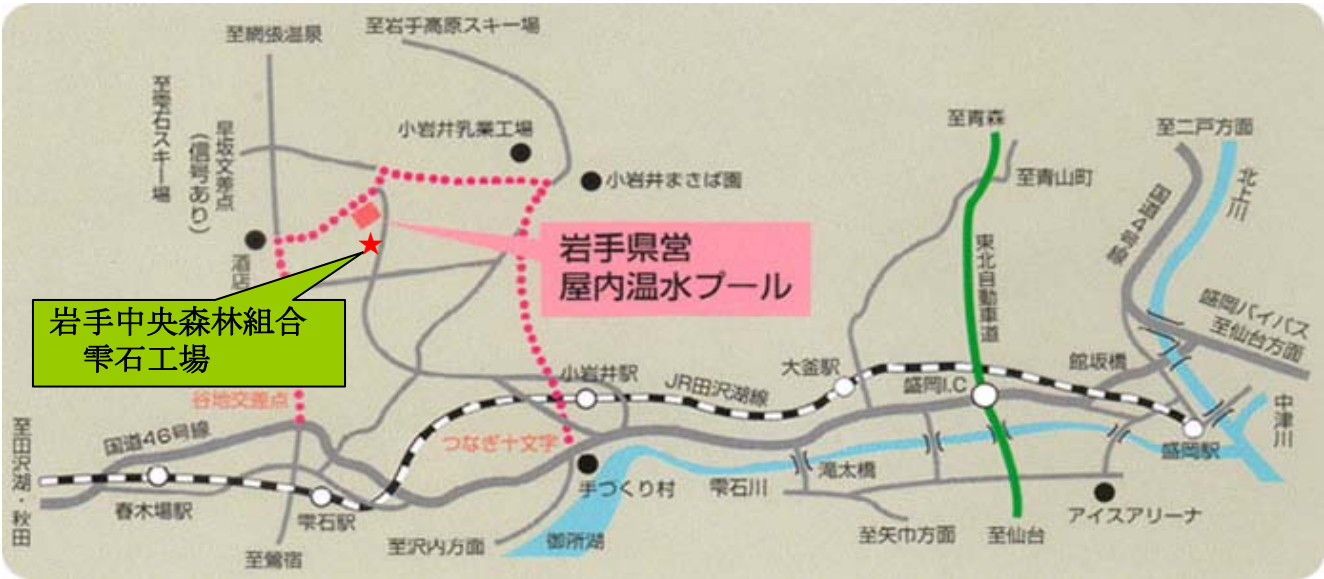 至網張温泉
至岩手高原スキー場
至雫石スキー場
早坂交差点
(信号あり)
小岩井乳業工場
小岩井まきば園
酒店
岩手県営
屋内温水プール
岩手中央森林組合
雫石工場
至青森
至青山町
至二戸方面
北上川
国道4号線
東北自動車道
盛岡バイパス
至仙台方面
館坂橋
大釜駅
盛岡I.C
JR田沢湖線
小岩井駅
谷地交差点
つなぎ十文字
国道46号線
至田沢湖・秋田
春木場駅
雫石駅
至鶯宿
至沢内方面
御所湖
手づくり村
雫石川
滝太橋
至矢巾方面
至仙台
アイスアリーナ
盛岡駅
中津川